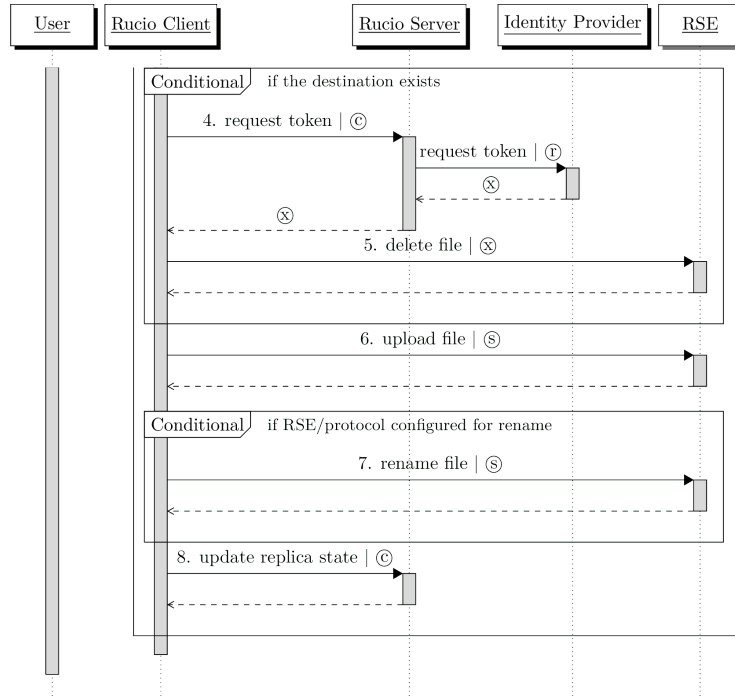 User
Rucio Client
Rucio Server
Identity Provider
RSE
Conditional if the destination exists
4. request token | ⓒ
request token | ⓡ
ⓧ
ⓧ
5. delete file | ⓧ
6. upload file | ⓢ
Conditional if RSE/protocol configured for rename
7. rename file | ⓢ
8. update replica state | ⓒ